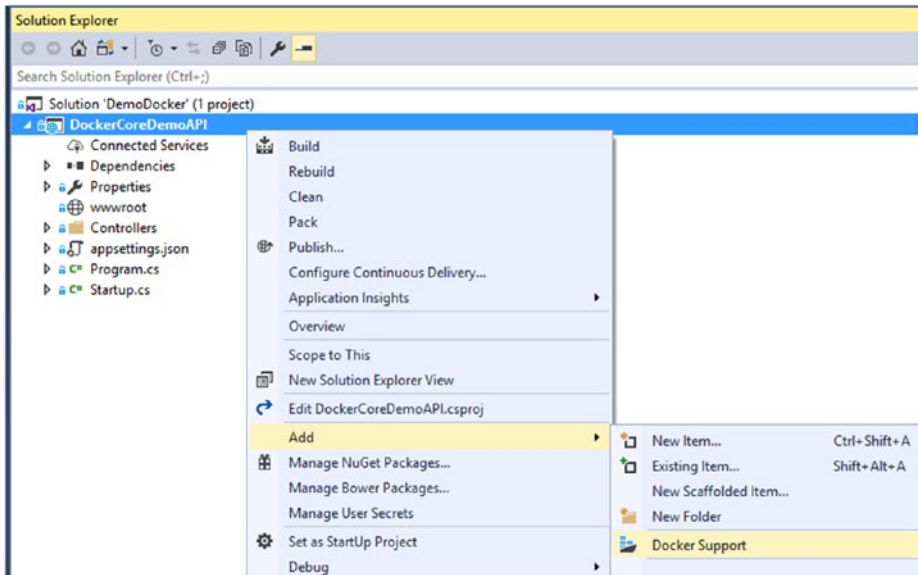 Solution Explorer
Search Solution Explorer (Ctrl+;)
Solution 'DemoDocker' (1 project)
DockerCoreDemoAPI
Connected Services
Dependencies
Properties
wwwroot
Controllers
appsettings.json
Program.cs
Startup.cs
Build
Rebuild
Clean
Pack
Publish...
Configure Continuous Delivery...
Application Insights
Overview
Scope to This
New Solution Explorer View
Edit DockerCoreDemoAPI.csproj
Add
Manage NuGet Packages...
Manage Bower Packages...
Manage User Secrets
Set as StartUp Project
Debug
New Item... Ctrl+Shift+A
Existing Item... Shift+Alt+A
New Scaffolded Item...
New Folder
Docker Support